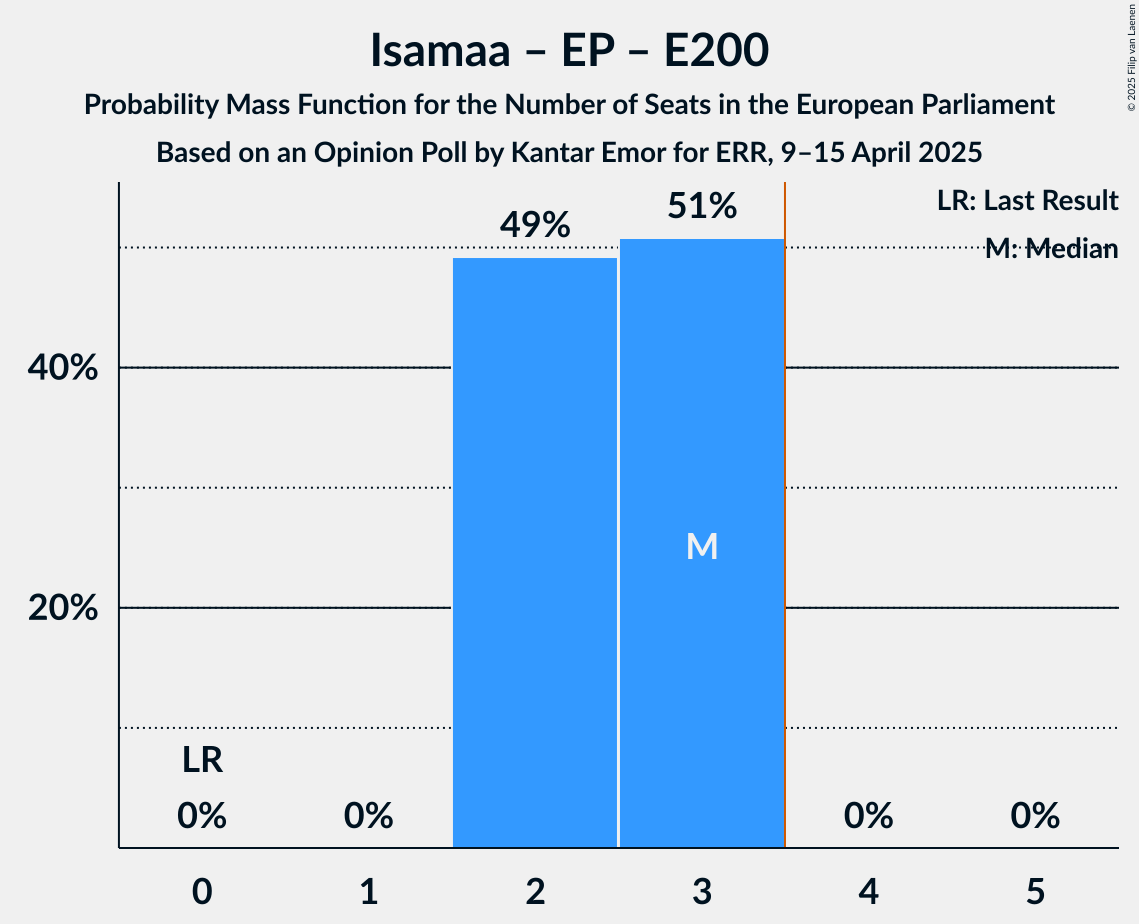 Isamaa – EP – E200
Probability Mass Function for the Number of Seats in the European Parliament
Based on an Opinion Poll by Kantar Emor for ERR, 9–15 April 2025
© 2025 Filip van Laenen
LR: Last Result
M: Median
49%
51%
40%
20%
M
LR
0%
0%
0%
0%
0
1
2
3
4
5